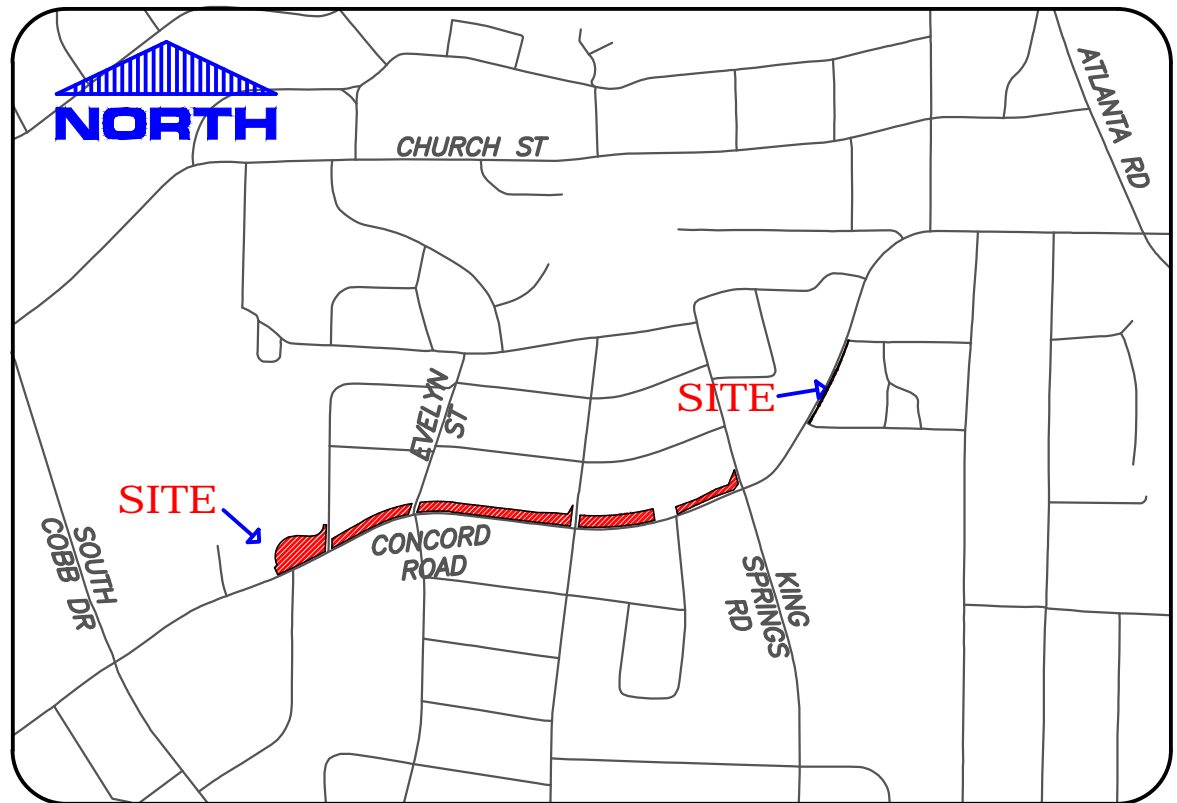 NORTH
ATLANTA RD
CHURCH ST
EVELYN
ST
SITE
SITE
SOUTH
COBB DR
CONCORD
ROAD
KING
SPRINGS
RD